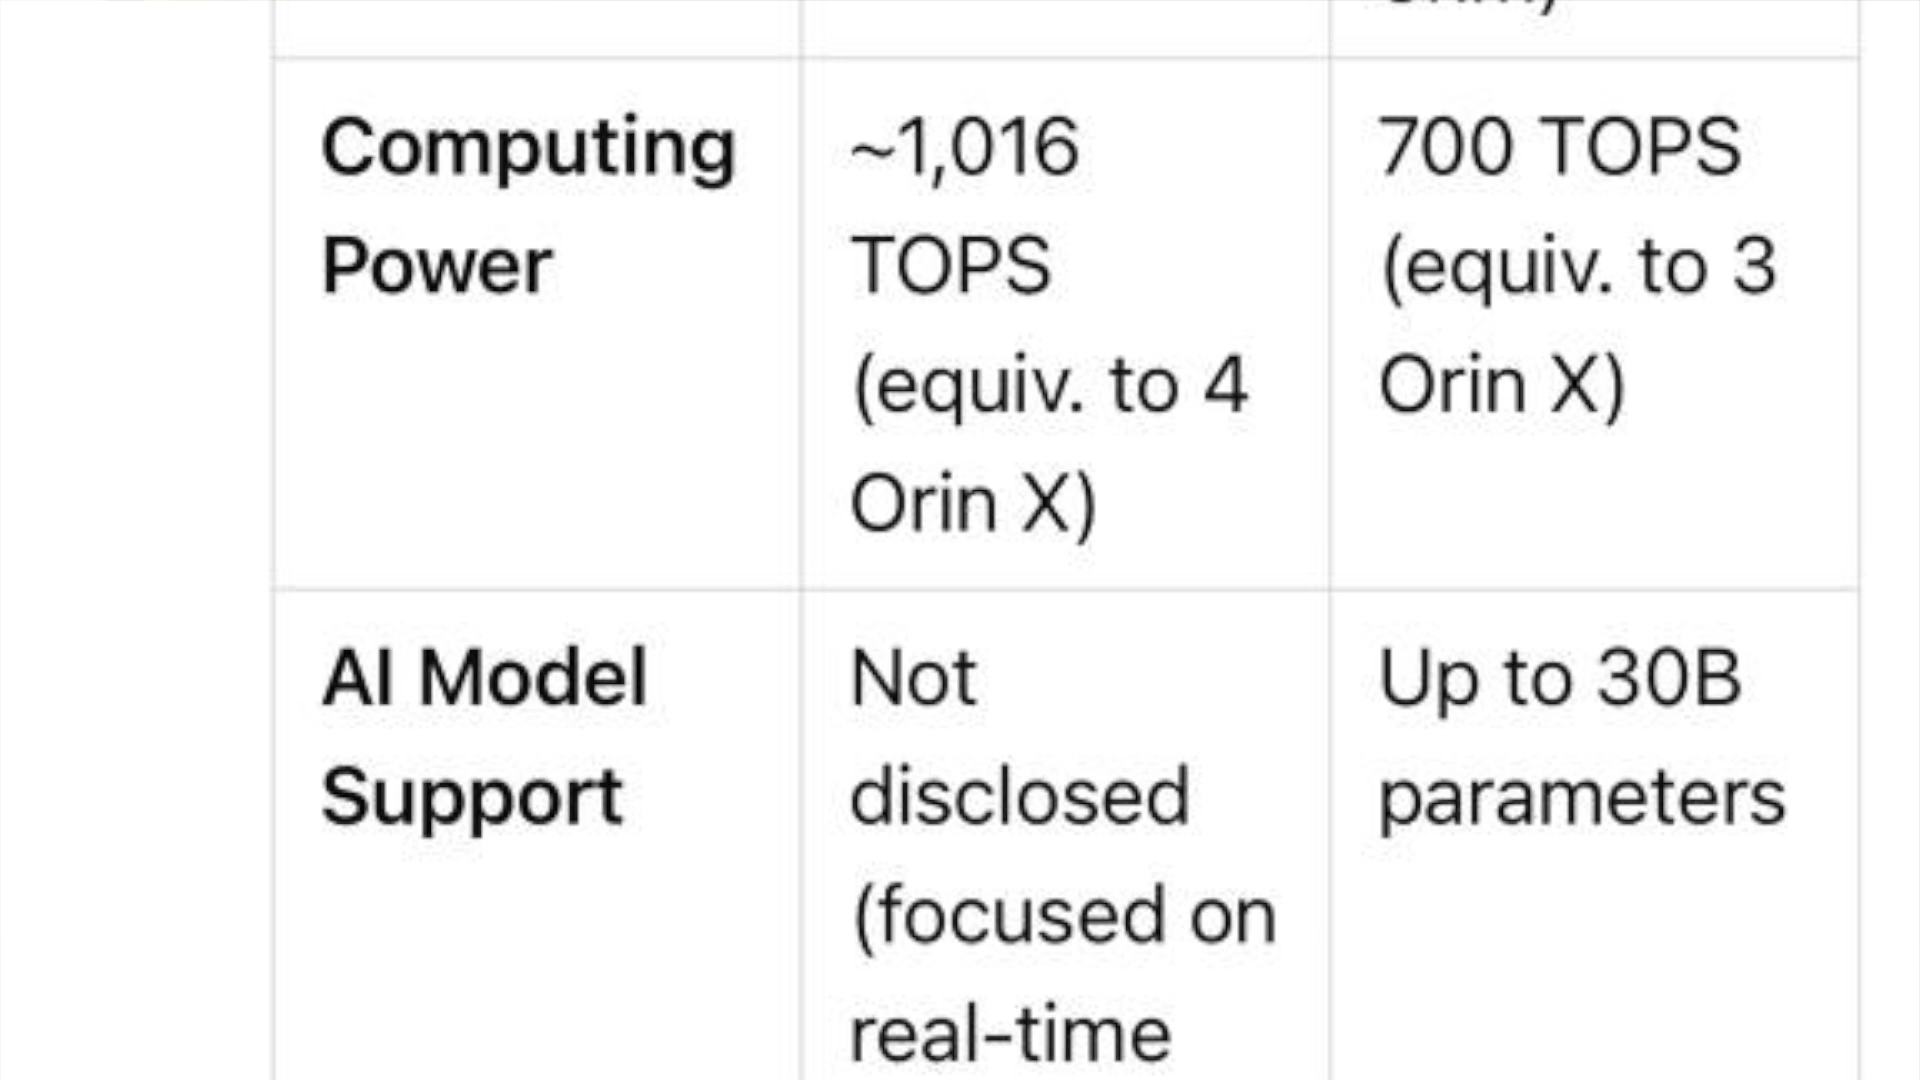 Computing
Power
~1,016
TOPS
(equiv. to 4
Orin X)
700 TOPS
(equiv. to 3
Orin X)
AI Model
Support
Not
disclosed
(focused on
real-time
Up to 30B
parameters